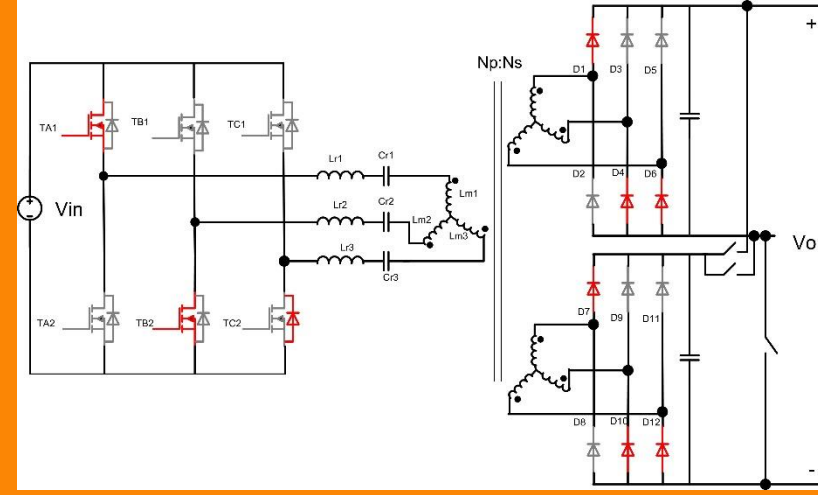 +
Np:Ns
D1
D3
D5
TA1
TB1
TC1
Lr1
Cr1
D2
D4
D6
Lm1
Vin
Lr2
Cr2
Lm2
Lm3
Vo
Lr3
Cr3
D7
D9
D11
TA2
TB2
TC2
D8
D10
D12
-